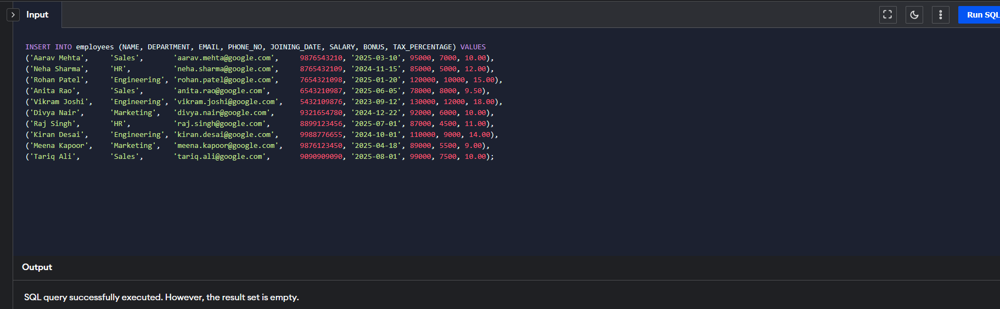 Input
Run SQL
INSERT INTO employees (NAME, DEPARTMENT, EMAIL, PHONE_NO, JOINING_DATE, SALARY, BONUS, TAX_PERCENTAGE) VALUES
('Aarav Mehta',     'Sales',       'aarav.mehta@google.com',     9876543210, '2025-03-10', 95000, 7000, 10.00),
('Neha Sharma',     'HR',          'neha.sharma@google.com',     8765432109, '2024-11-15', 85000, 5000, 12.00),
('Rohan Patel',     'Engineering', 'rohan.patel@google.com',     7654321098, '2025-01-20', 120000, 10000, 15.00),
('Anita Rao',       'Sales',       'anita.rao@google.com',       6543210987, '2025-06-05', 78000, 8000, 9.50),
('Vikram Joshi',    'Engineering', 'vikram.joshi@google.com',    5432109876, '2023-09-12', 130000, 12000, 18.00),
('Divya Nair',      'Marketing',   'divya.nair@google.com',      9321654780, '2024-12-22', 92000, 6000, 10.00),
('Raj Singh',       'HR',          'raj.singh@google.com',       8899123456, '2025-07-01', 87000, 4500, 11.00),
('Kiran Desai',     'Engineering', 'kiran.desai@google.com',     9988776655, '2024-10-01', 110000, 9000, 14.00),
('Meena Kapoor',    'Marketing',   'meena.kapoor@google.com',    9876123450, '2025-04-18', 89000, 5500, 9.00),
('Tariq Ali',       'Sales',       'tariq.ali@google.com',       9090909090, '2025-08-01', 99000, 7500, 10.00);
Output
SQL query successfully executed. However, the result set is empty.